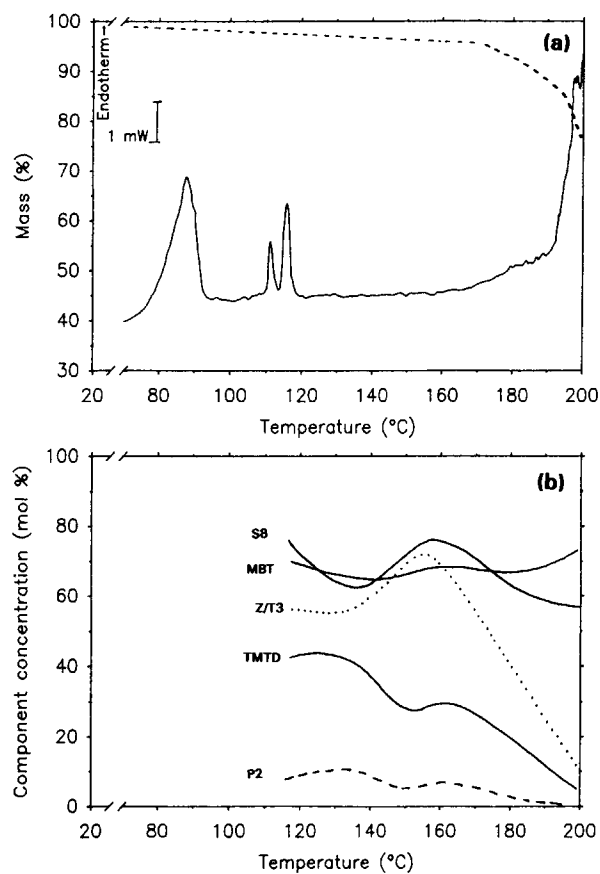 (a)
Endotherm→
1 mW
Mass (%)
100
90
80
70
60
50
40
30
20 80 100 120 140 160 180 200
Temperature (°C)
(b)
Component concentration (mol %)
100
80
60
40
20
0
S8
MBT
Z/T3
TMTD
P2
20 80 100 120 140 160 180 200
Temperature (°C)